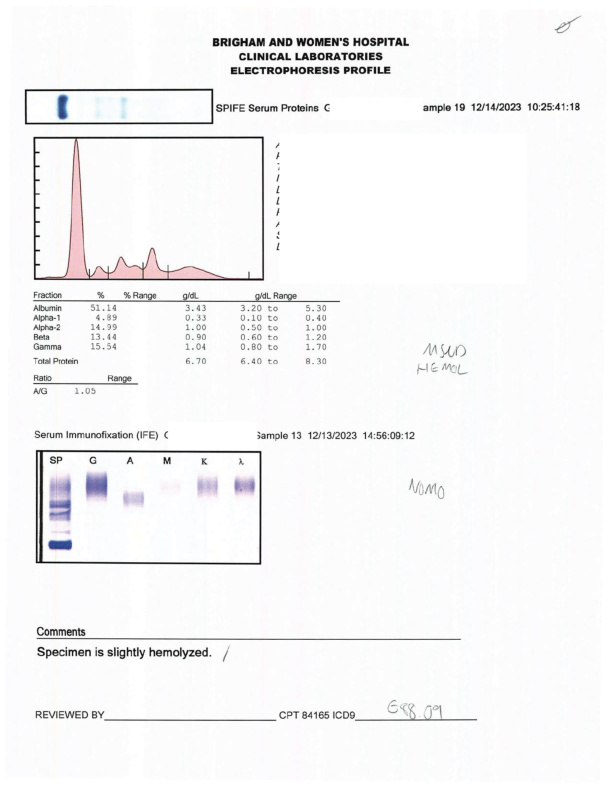 BRIGHAM AND WOMEN'S HOSPITAL
CLINICAL LABORATORIES
ELECTROPHORESIS PROFILE
SPIFE Serum Proteins C ample 19 12/14/2023 10:25:41:18
Fraction % % Range g/dL g/dL Range
Albumin 51.14 3.43 3.20 to 5.30
Alpha-1 4.89 0.33 0.10 to 0.40
Alpha-2 14.99 1.00 0.50 to 1.00
Beta 13.44 0.90 0.60 to 1.20
Gamma 15.54 1.04 0.80 to 1.70
Total Protein 6.70 6.40 to 8.30
HEMOL
Ratio Range
A/G 1.05
Serum Immunofixation (IFE) Sample 13 12/13/2023 14:56:09:12
SP G A M K λ
NOMO
Comments
Specimen is slightly hemolyzed.
REVIEWED BY CPT 84165 ICD9 E88.09